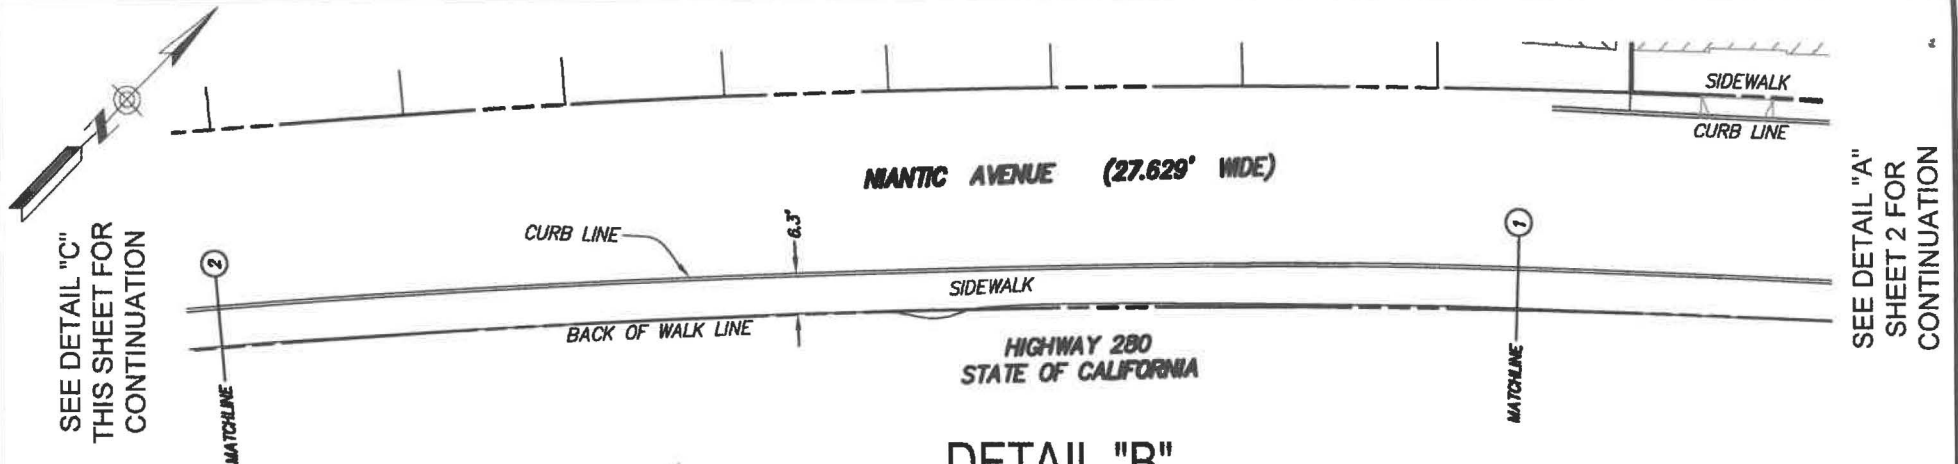 SIDEWALK
CURB LINE
NIANTIC AVENUE (27.629' WIDE)
SEE DETAIL "A"
SHEET 2 FOR
CONTINUATION
SEE DETAIL "C"
THIS SHEET FOR
CONTINUATION
2
CURB LINE
6.3'
1
SIDEWALK
BACK OF WALK LINE
HIGHWAY 280
STATE OF CALIFORNIA
MATCHLINE
MATCHLINE
DETAIL "B"